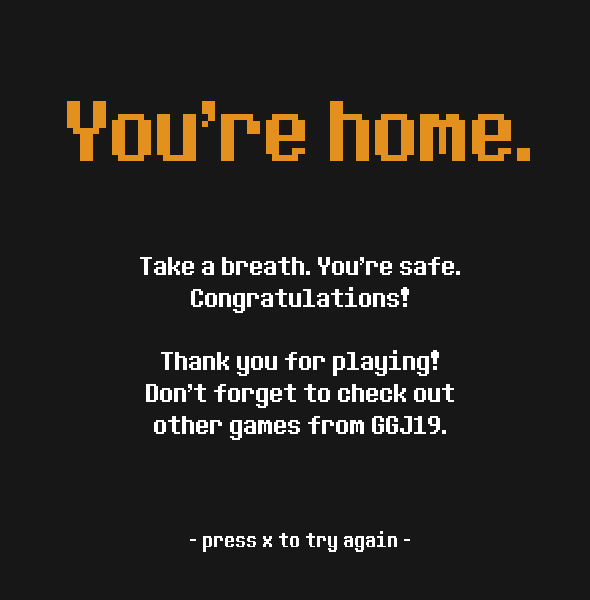 You're home.
Take a breath. You're safe.
Congratulations!
Thank you for playing!
Don't forget to check out
other games from GGJ19.
- press x to try again -